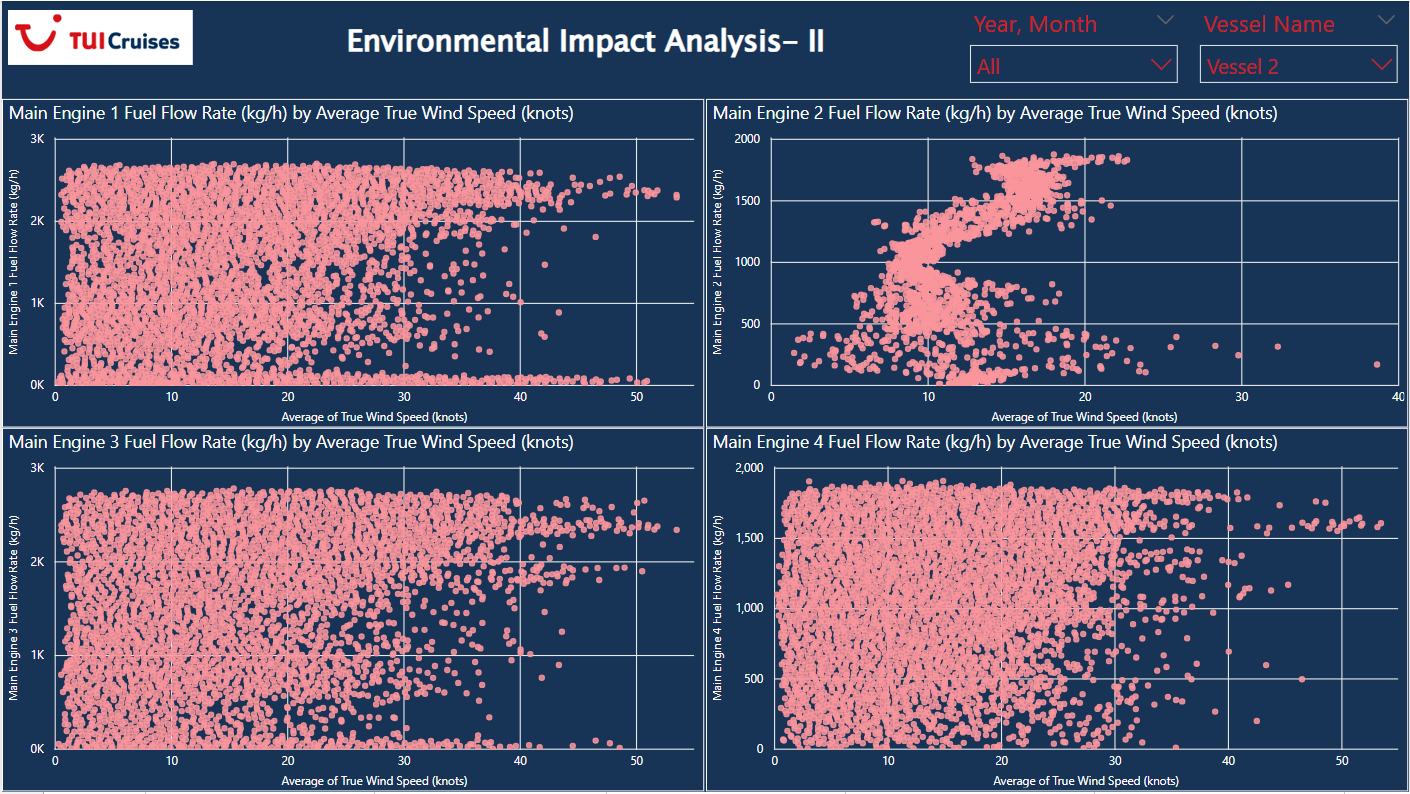 TUI Cruises
Environmental Impact Analysis– II
Year, Month
All
Vessel Name
Vessel 2
Main Engine 1 Fuel Flow Rate (kg/h) by Average True Wind Speed (knots)
Main Engine 1 Fuel Flow Rate (kg/h)
3K
2K
1K
0K
0 10 20 30 40 50
Average of True Wind Speed (knots)
Main Engine 2 Fuel Flow Rate (kg/h) by Average True Wind Speed (knots)
Main Engine 2 Fuel Flow Rate (kg/h)
2000
1500
1000
500
0
0 10 20 30 40
Average of True Wind Speed (knots)
Main Engine 3 Fuel Flow Rate (kg/h) by Average True Wind Speed (knots)
Main Engine 3 Fuel Flow Rate (kg/h)
3K
2K
1K
0K
0 10 20 30 40 50
Average of True Wind Speed (knots)
Main Engine 4 Fuel Flow Rate (kg/h) by Average True Wind Speed (knots)
Main Engine 4 Fuel Flow Rate (kg/h)
2,000
1,500
1,000
500
0
0 10 20 30 40 50
Average of True Wind Speed (knots)